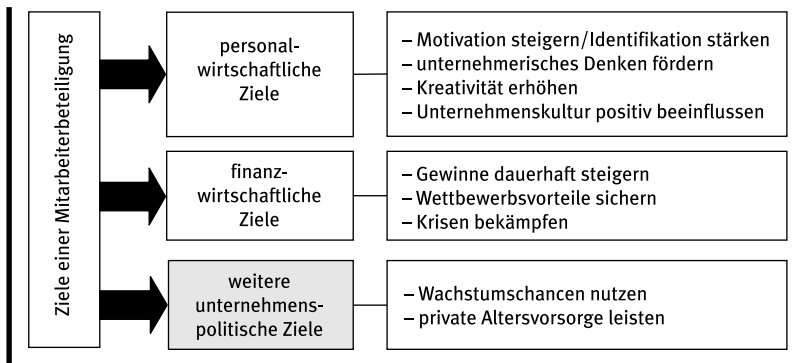 Ziele einer Mitarbeiterbeteiligung
personal-
wirtschaftliche
Ziele
– Motivation steigern/Identifikation stärken
– unternehmerisches Denken fördern
– Kreativität erhöhen
– Unternehmenskultur positiv beeinflussen
finanz-
wirtschaftliche
Ziele
– Gewinne dauerhaft steigern
– Wettbewerbsvorteile sichern
– Krisen bekämpfen
weitere
unternehmens-
politische Ziele
– Wachstumschancen nutzen
– private Altersvorsorge leisten